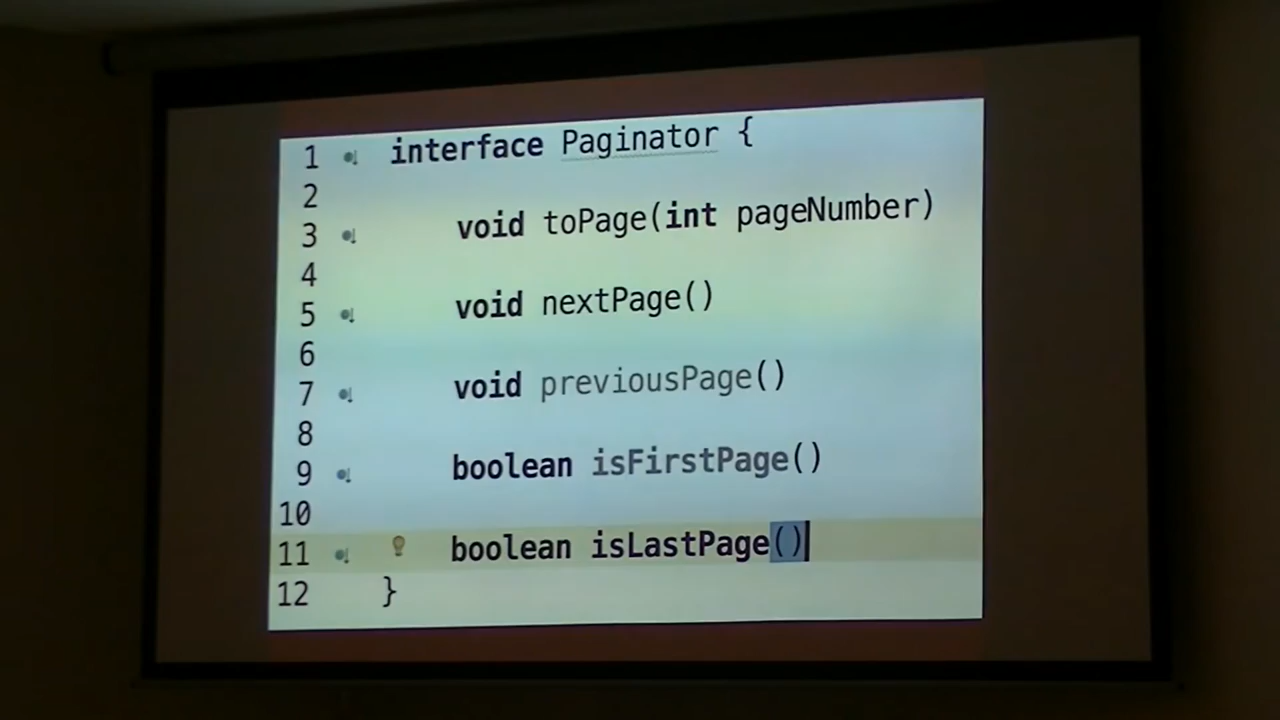 1 interface Paginator {
2
3 void toPage(int pageNumber)
4
5 void nextPage()
6
7 void previousPage()
8
9 boolean isFirstPage()
10
11 boolean isLastPage()
12 }